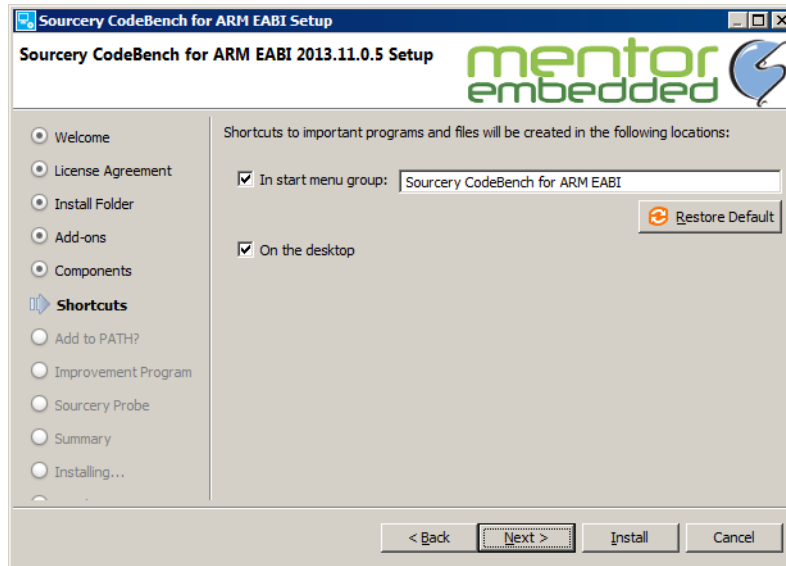 Sourcery CodeBench for ARM EABI Setup
Sourcery CodeBench for ARM EABI 2013.11.0.5 Setup
mentor
embedded
Welcome
License Agreement
Install Folder
Add-ons
Components
Shortcuts
Add to PATH?
Improvement Program
Sourcery Probe
Summary
Installing...
Shortcuts to important programs and files will be created in the following locations:
In start menu group: Sourcery CodeBench for ARM EABI
Restore Default
On the desktop
< Back Next > Install Cancel